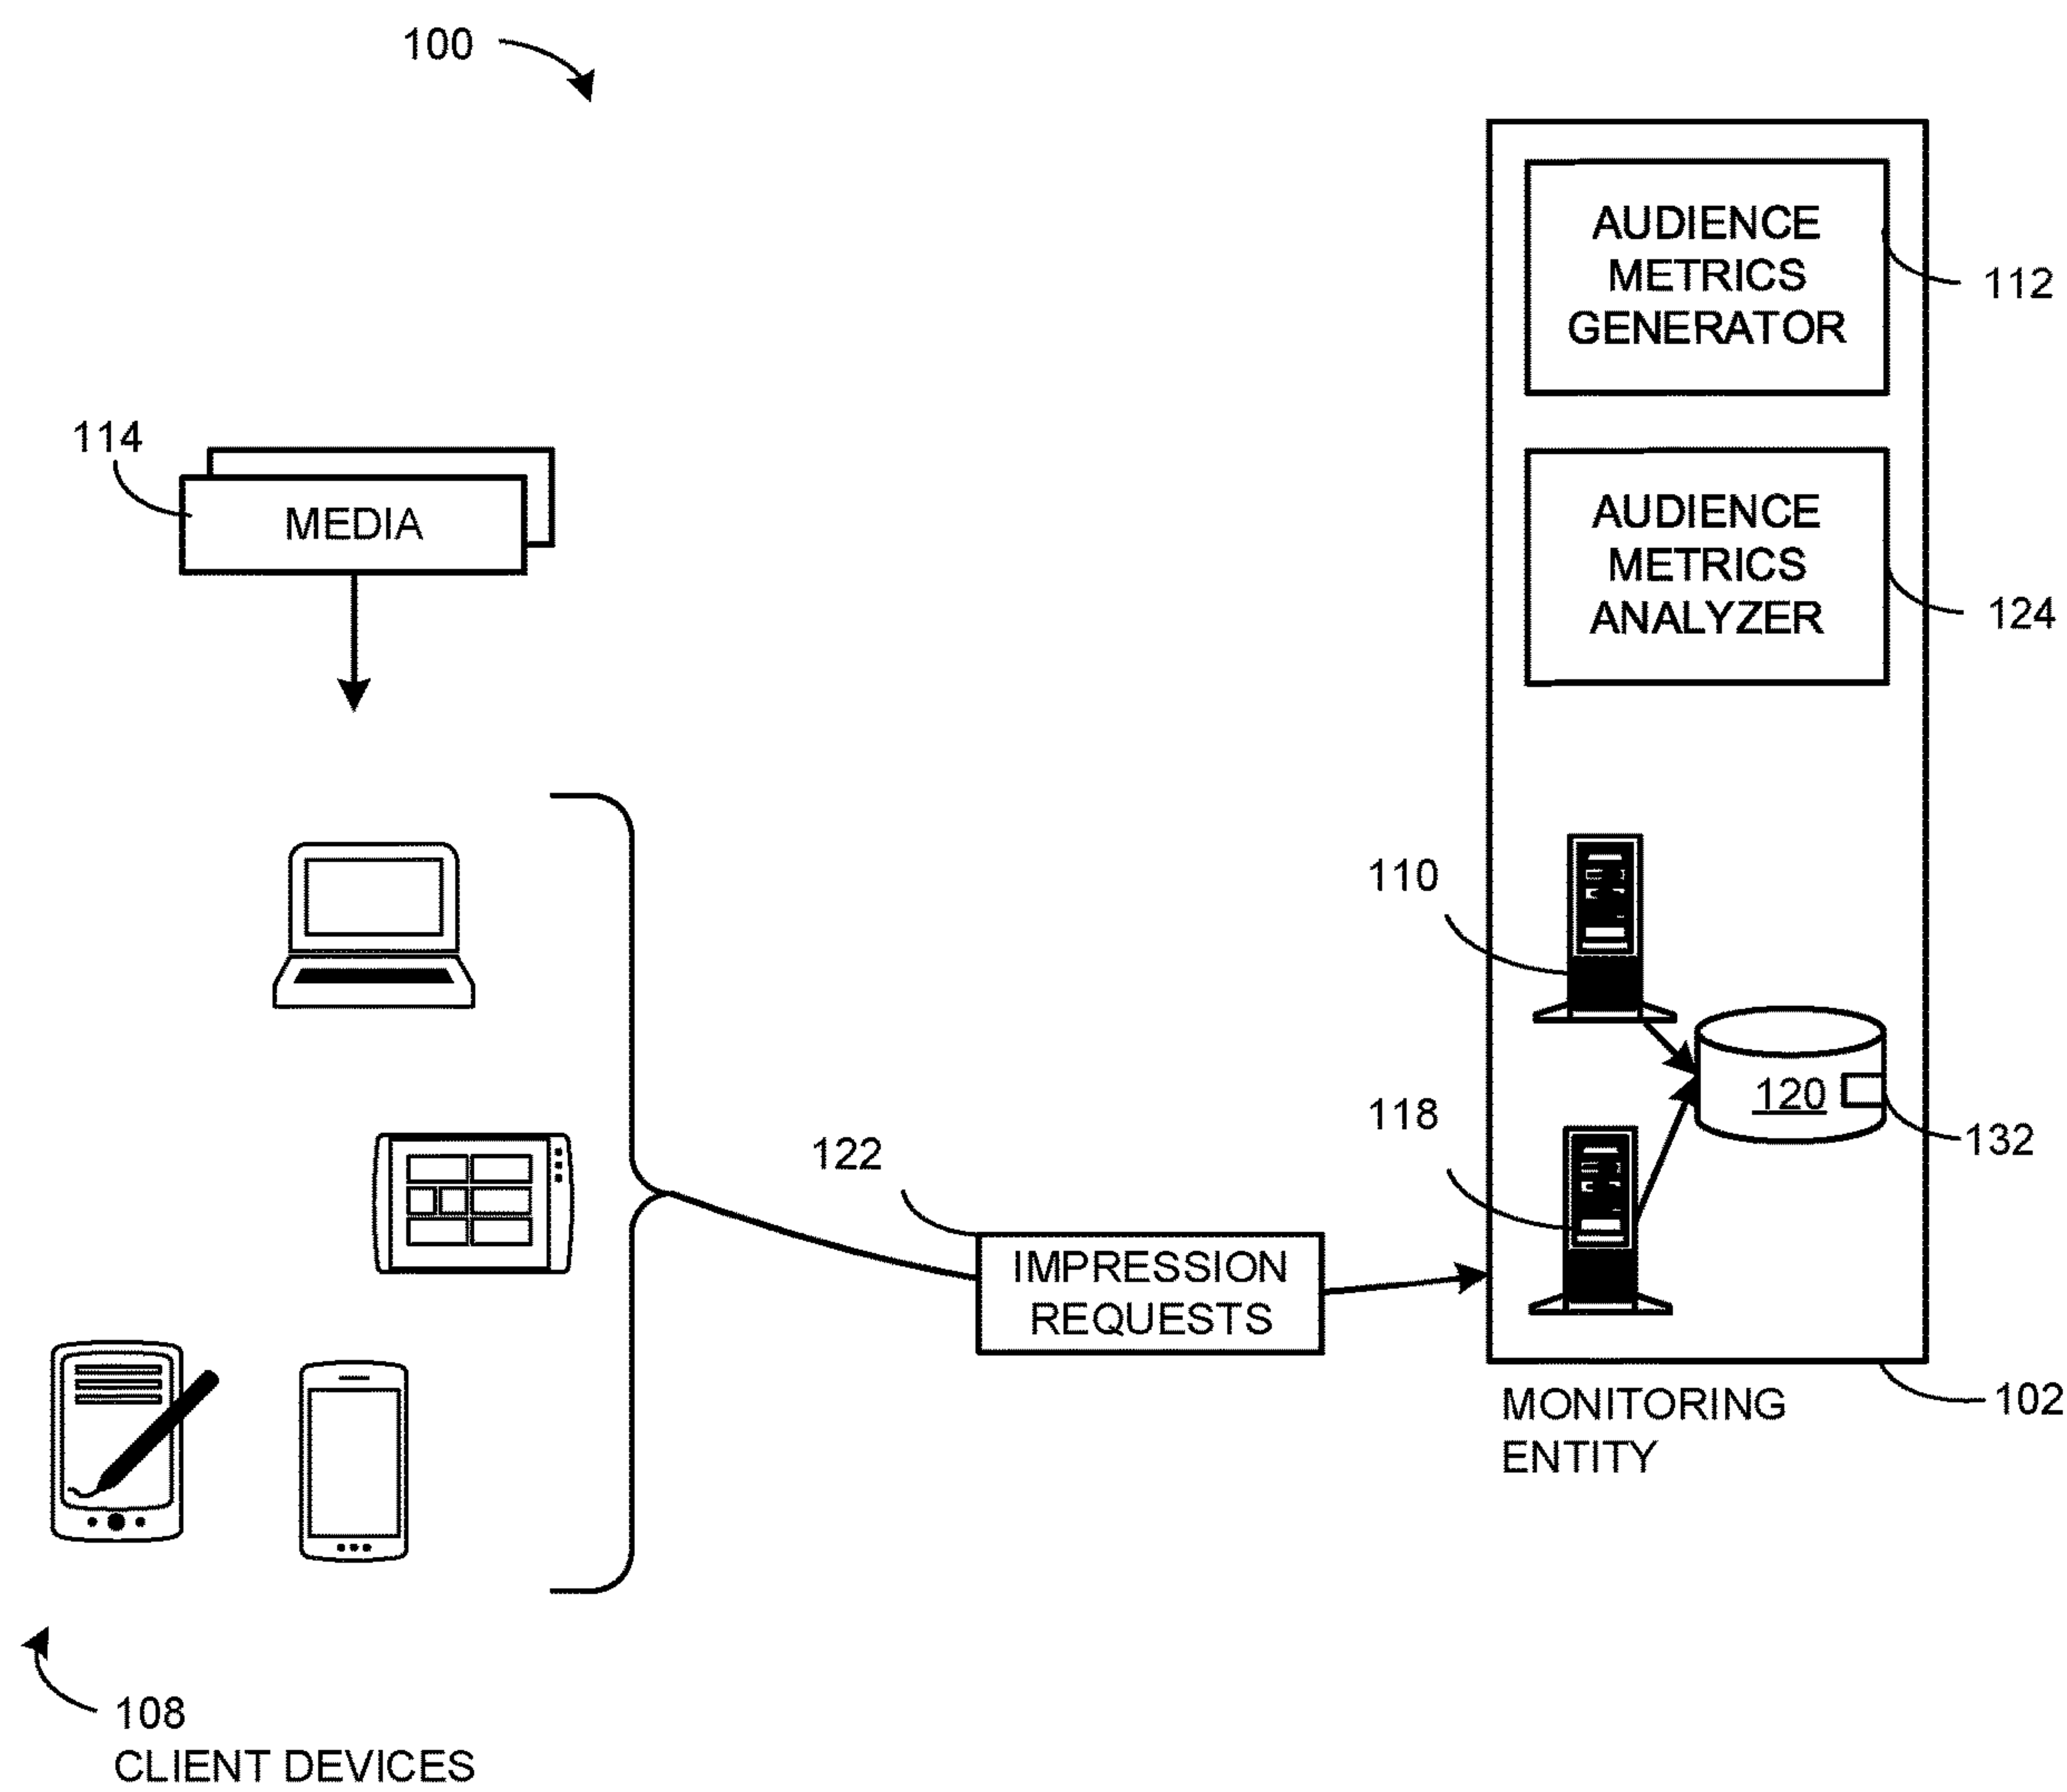 100
AUDIENCE
METRICS
GENERATOR
112
114
MEDIA
AUDIENCE
METRICS
ANALYZER
124
110
120
118
132
122
IMPRESSION
REQUESTS
102
MONITORING
ENTITY
108
CLIENT DEVICES